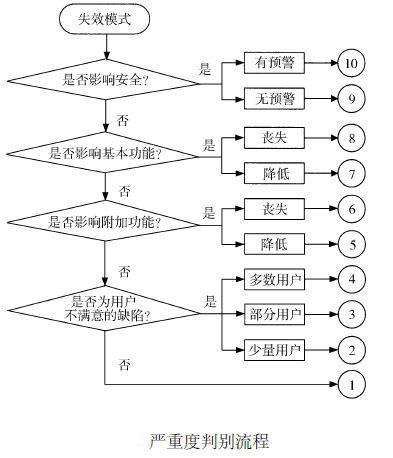 失效模式
是否影响安全?
是
有预警
10
无预警
9
否
是否影响基本功能?
是
丧失
8
降低
7
否
是否影响附加功能?
是
丧失
6
降低
5
否
是否为用户
不满意的缺陷?
是
多数用户
4
部分用户
3
少量用户
2
否
1
严重度判别流程